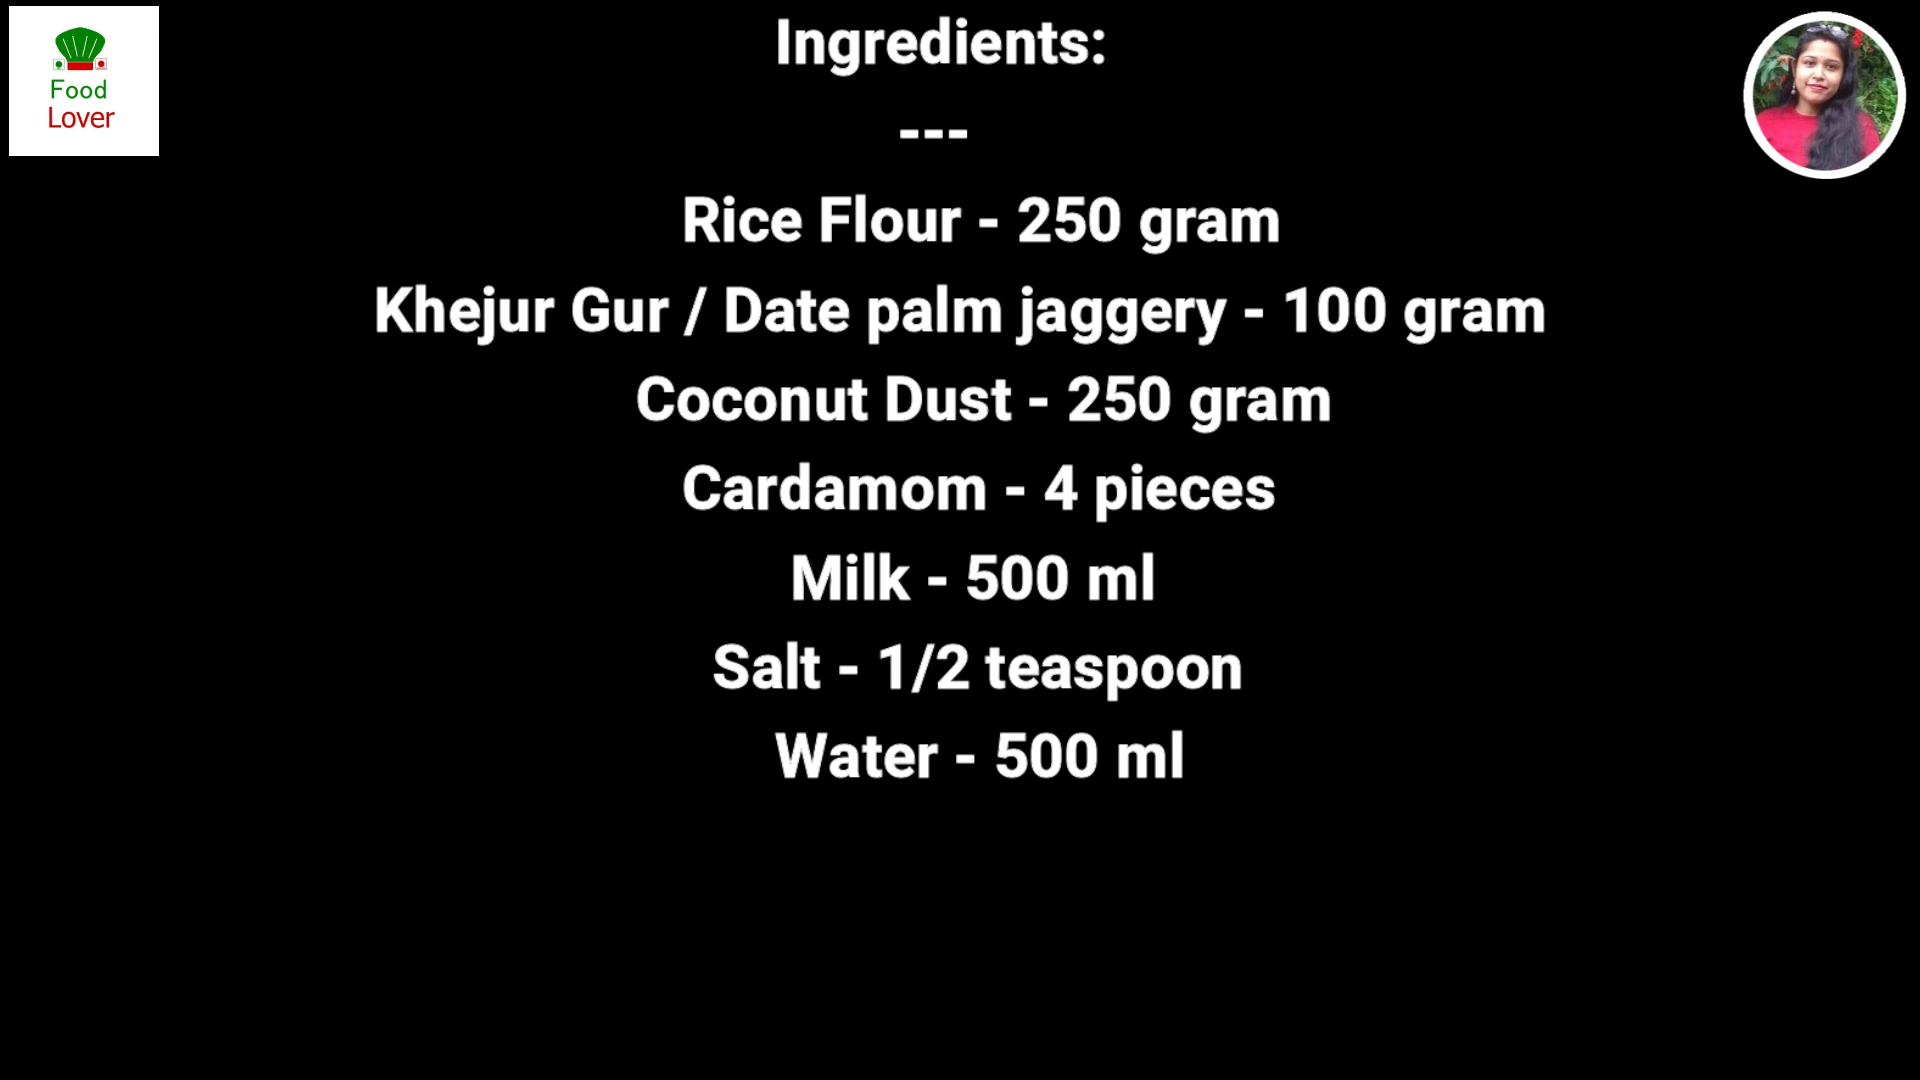 Food
Lover
Ingredients:
---
Rice Flour - 250 gram
Khejur Gur / Date palm jaggery - 100 gram
Coconut Dust - 250 gram
Cardamom - 4 pieces
Milk - 500 ml
Salt - 1/2 teaspoon
Water - 500 ml